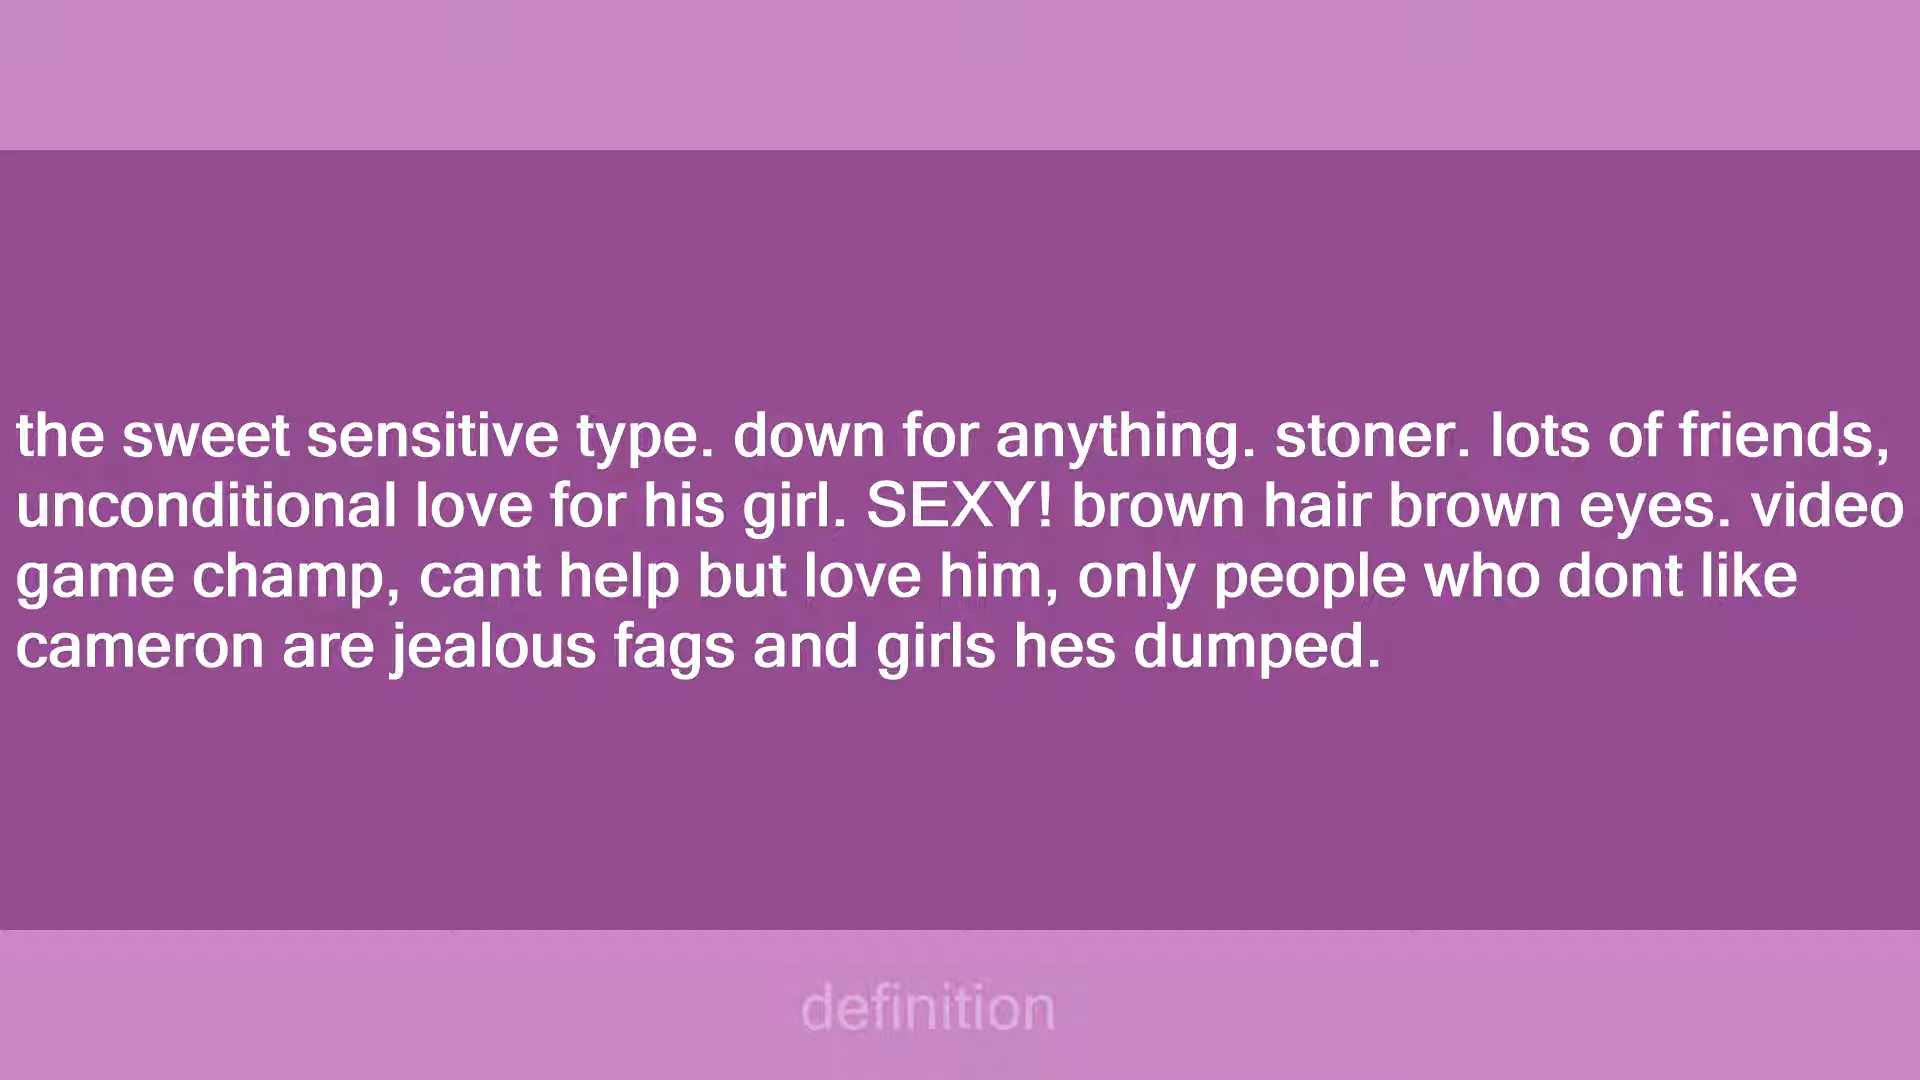 the sweet sensitive type. down for anything. stoner. lots of friends,
unconditional love for his girl. SEXY! brown hair brown eyes. video
game champ, cant help but love him, only people who dont like
cameron are jealous fags and girls hes dumped.
definition